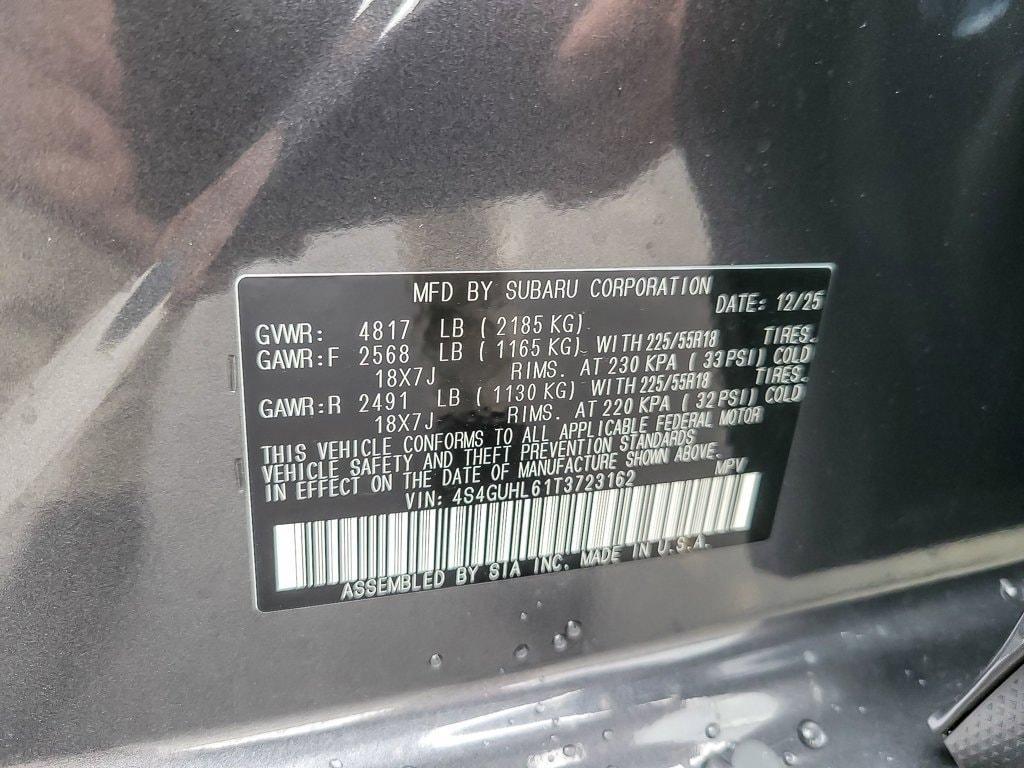 MFD BY SUBARU CORPORATION
DATE: 12/25
GVWR: 4817 LB ( 2185 KG)
GAWR:F 2568 LB ( 1165 KG) WITH 225/55R18 TIRES.
18X7J RIMS. AT 230 KPA ( 33 PSI) COLD
GAWR:R 2491 LB ( 1130 KG) WITH 225/55R18 TIRES.
18X7J RIMS. AT 220 KPA ( 32 PSI) COLD
THIS VEHICLE CONFORMS TO ALL APPLICABLE FEDERAL MOTOR
VEHICLE SAFETY AND THEFT PREVENTION STANDARDS
IN EFFECT ON THE DATE OF MANUFACTURE SHOWN ABOVE.
VIN: 4S4GUHL61T3723162 MPV
ASSEMBLED BY SIA INC. MADE IN U.S.A.